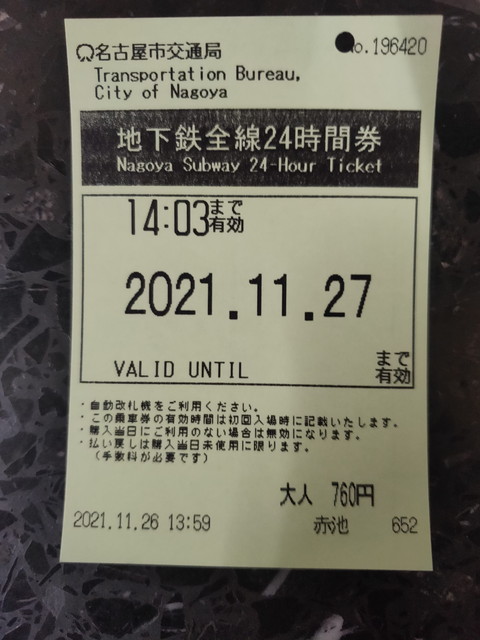 名古屋市交通局
No.196420
Transportation Bureau,
City of Nagoya
地下鉄全線24時間券
Nagoya Subway 24-Hour Ticket
14:03まで有効
2021.11.27
VALID UNTIL
まで有効
・自動改札機をご利用ください。
・この乗車券の有効時間は初回入場時に記載いたします。
・購入当日にご利用のない場合は無効になります。
・払い戻しは購入当日未使用に限ります。
（手数料が必要です）
大人 760円
2021.11.26 13:59 赤池 652